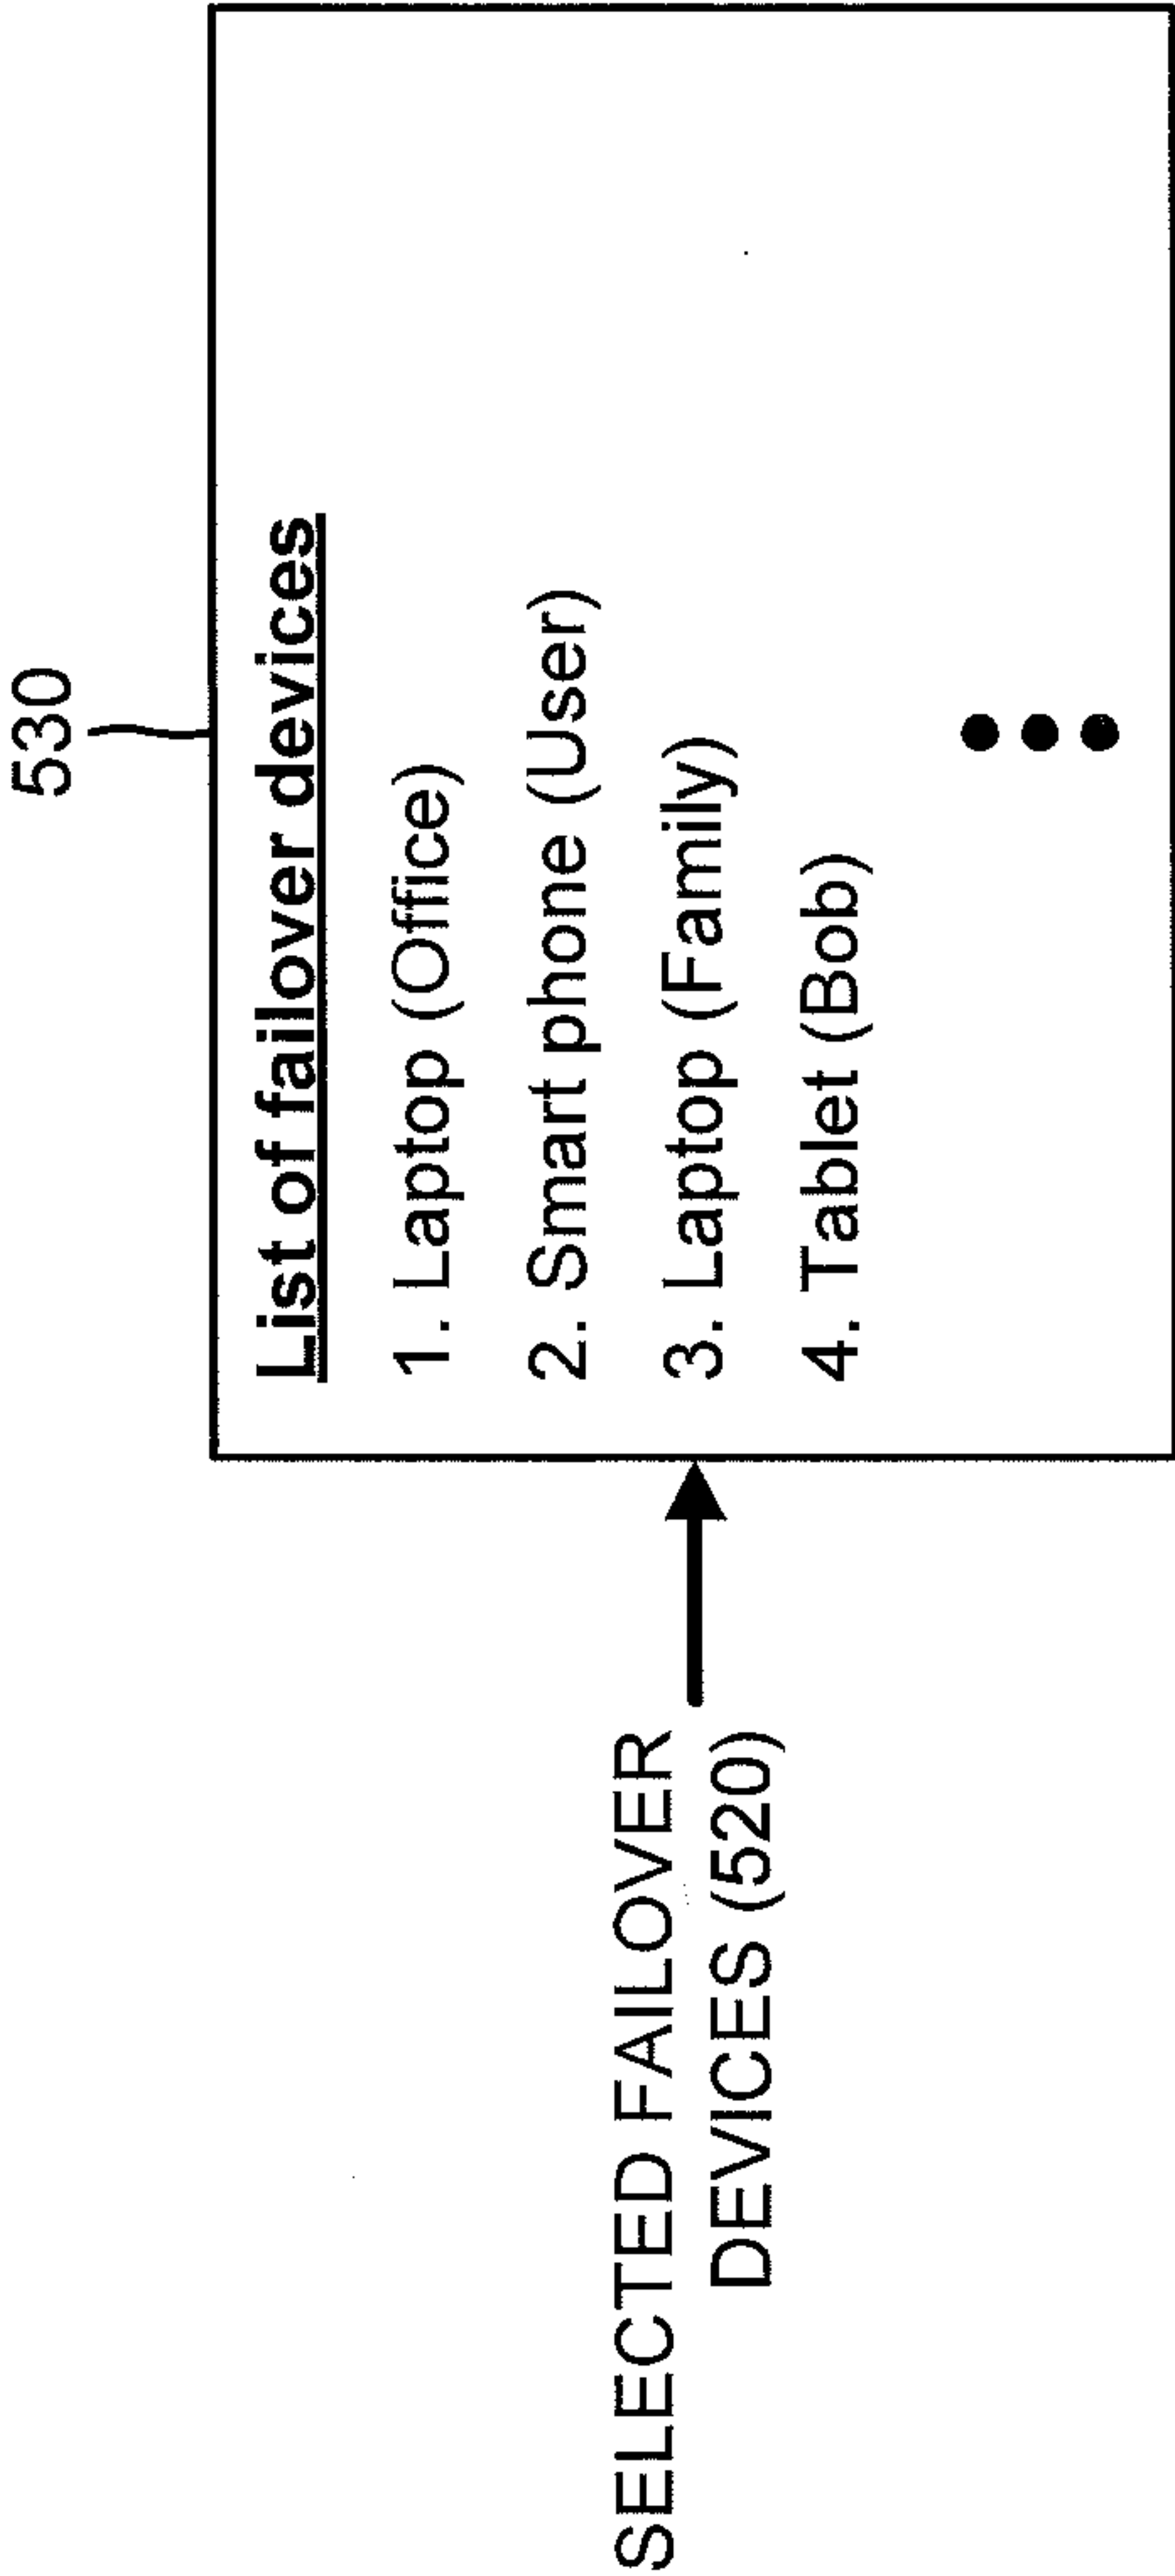 530
List of failover devices
1. Laptop (Office)
2. Smart phone (User)
3. Laptop (Family)
4. Tablet (Bob)
SELECTED FAILOVER
DEVICES (520)